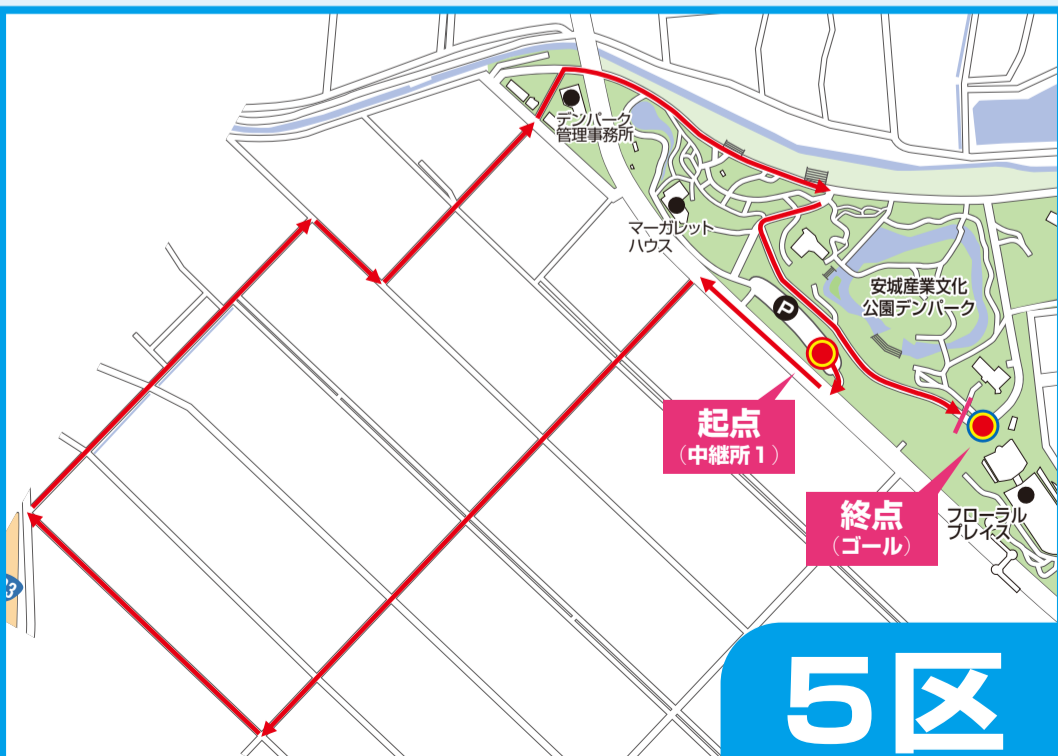 デンパーク
管理事務所
マーガレット
ハウス
安城産業文化
公園デンパーク
P
起点
（中継所１）
終点
（ゴール）
フローラル
プレイス
5区